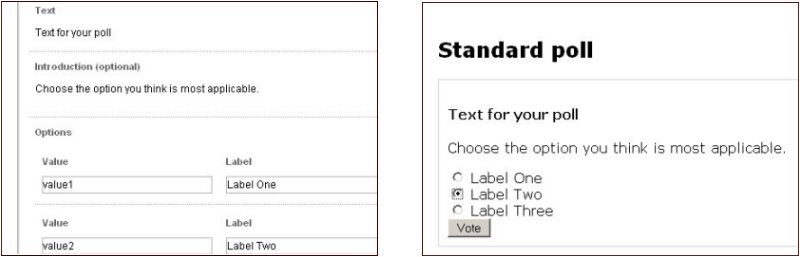 Text
Text for your poll
Introduction (optional)
Choose the option you think is most applicable.
Options
Value Label
value1 Label One
Value Label
value2 Label Two
Standard poll
Text for your poll
Choose the option you think is most applicable.
Label One
Label Two
Label Three
Vote